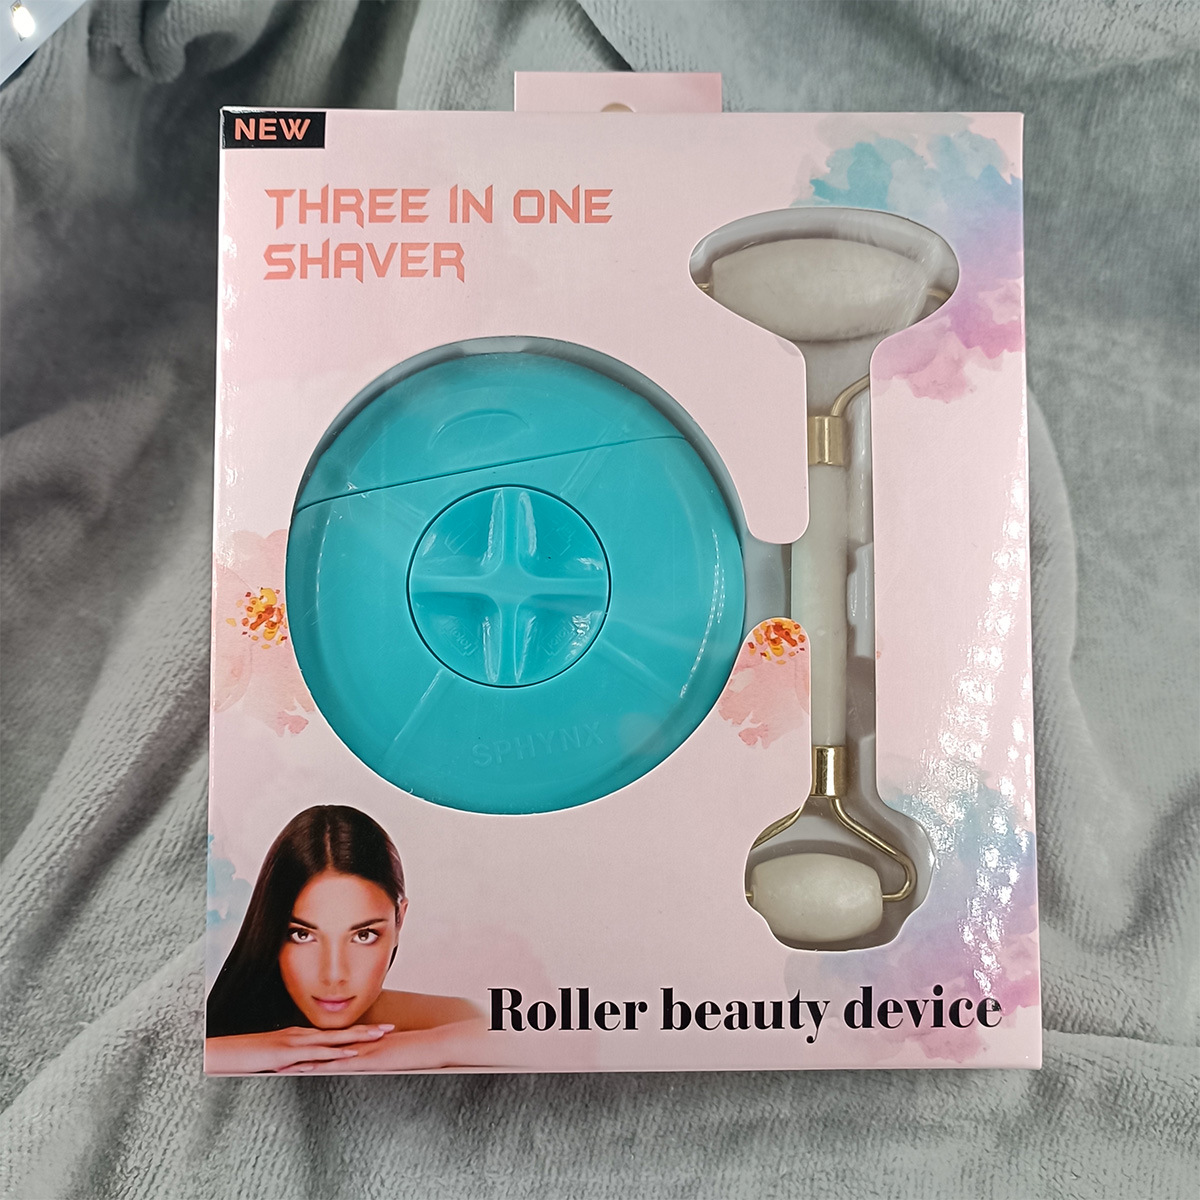 NEW
THREE IN ONE
SHAVER
SPHYNX
Roller beauty device